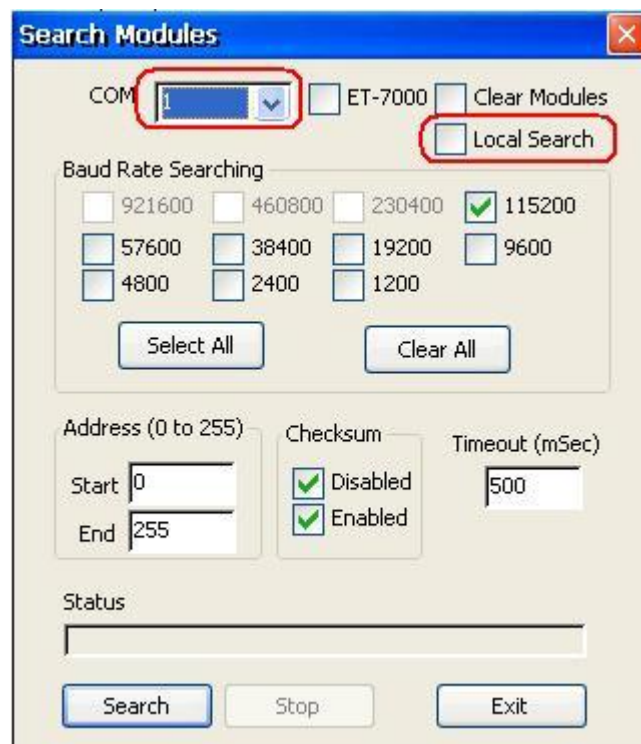 Search Modules
COM 1 ET-7000 Clear Modules
Local Search
Baud Rate Searching
921600 460800 230400 115200
57600 38400 19200 9600
4800 2400 1200
Select All Clear All
Address (0 to 255) Checksum Timeout (mSec)
Start 0 Disabled 500
End 255 Enabled
Status
Search Stop Exit